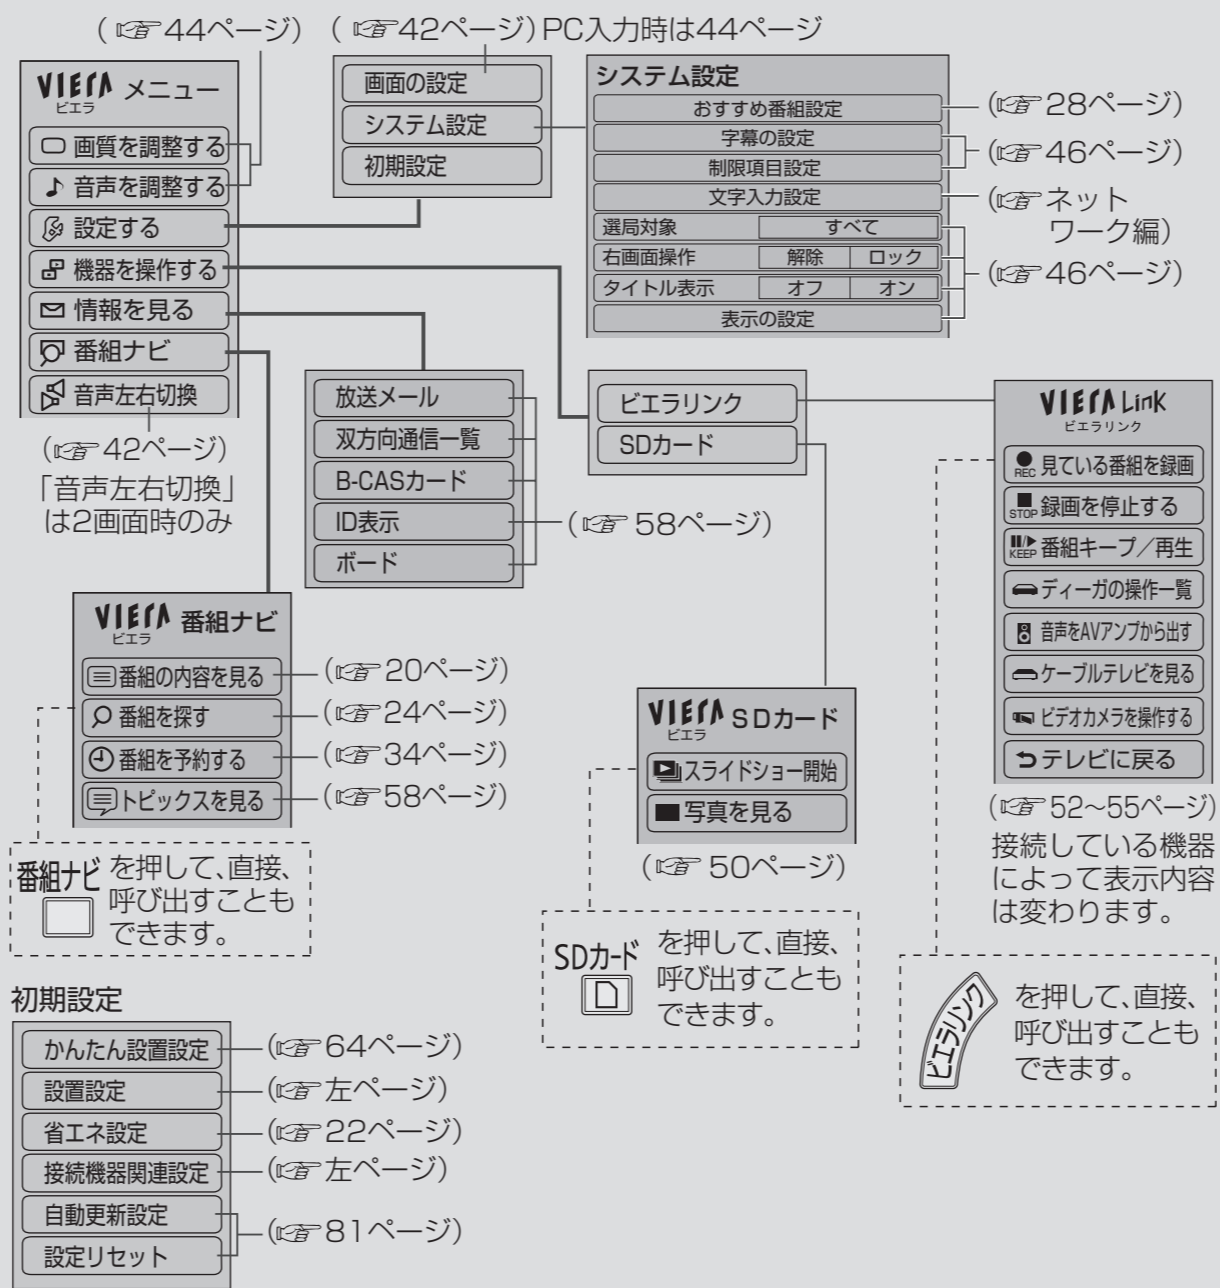 (☞44ページ)
(☞42ページ)PC入力時は44ページ
VIERA メニュー
ビエラ
画質を調整する
音声を調整する
設定する
機器を操作する
情報を見る
番組ナビ
音声左右切換
(☞42ページ)
「音声左右切換」
は2画面時のみ
画面の設定
システム設定
初期設定
システム設定
おすすめ番組設定
(☞28ページ)
字幕の設定
制限項目設定
(☞46ページ)
文字入力設定
(☞ネット
ワーク編)
選局対象 すべて
右画面操作 解除 ロック
タイトル表示 オフ オン
表示の設定
(☞46ページ)
放送メール
双方向通信一覧
B-CASカード
ID表示
ボード
(☞58ページ)
ビエラリンク
SDカード
VIERA Link
ビエラリンク
REC 見ている番組を録画
STOP 録画を停止する
KEEP 番組キープ/再生
ディーガの操作一覧
音声をAVアンプから出す
ケーブルテレビを見る
ビデオカメラを操作する
テレビに戻る
(☞52~55ページ)
接続している機器
によって表示内容
は変わります。
ビエラリンク
を押して、直接、
呼び出すことも
できます。
VIERA 番組ナビ
ビエラ
番組の内容を見る
(☞20ページ)
番組を探す
(☞24ページ)
番組を予約する
(☞34ページ)
トピックスを見る
(☞58ページ)
番組ナビ
を押して、直接、
呼び出すことも
できます。
VIERA SDカード
ビエラ
スライドショー開始
写真を見る
(☞50ページ)
SDカード
を押して、直接、
呼び出すことも
できます。
初期設定
かんたん設置設定
(☞64ページ)
設置設定
(☞左ページ)
省エネ設定
(☞22ページ)
接続機器関連設定
(☞左ページ)
自動更新設定
設定リセット
(☞81ページ)